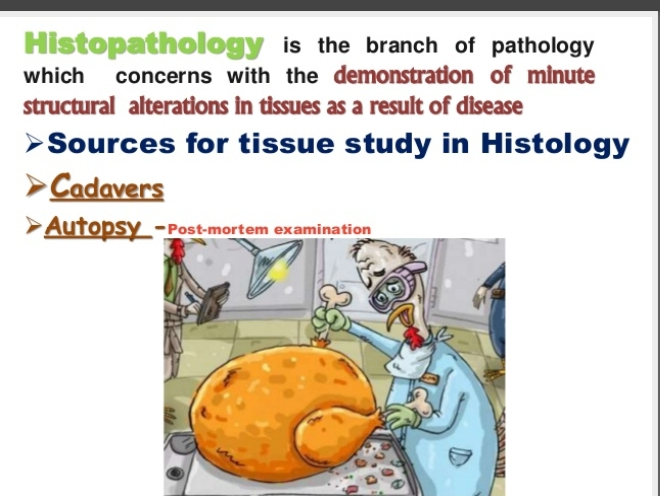 Histopathology is the branch of pathology
which concerns with the demonstration of minute
structural alterations in tissues as a result of disease
➢Sources for tissue study in Histology
➢Cadavers
➢Autopsy -Post-mortem examination